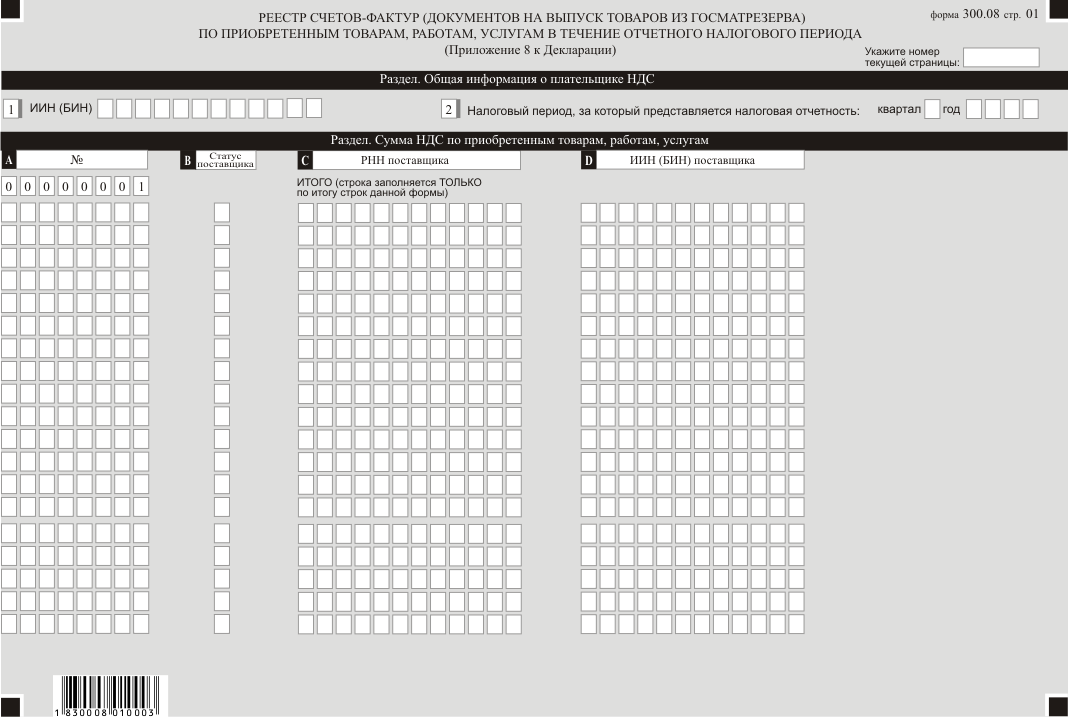 РЕЕСТР СЧЕТОВ-ФАКТУР (ДОКУМЕНТОВ НА ВЫПУСК ТОВАРОВ ИЗ ГОСМАТРЕЗЕРВА)
форма 300.08 стр. 01
ПО ПРИОБРЕТЕННЫМ ТОВАРАМ, РАБОТАМ, УСЛУГАМ В ТЕЧЕНИЕ ОТЧЕТНОГО НАЛОГОВОГО ПЕРИОДА
(Приложение 8 к Декларации)
Укажите номер
текущей страницы:
Раздел. Общая информация о плательщике НДС
1 ИИН (БИН)
2 Налоговый период, за который представляется налоговая отчетность: квартал год
Раздел. Сумма НДС по приобретенным товарам, работам, услугам
A №
B Статус
поставщика
C РНН поставщика
D ИИН (БИН) поставщика
0 0 0 0 0 0 0 1
ИТОГО (строка заполняется ТОЛЬКО
по итогу строк данной формы)
1 830008 010003